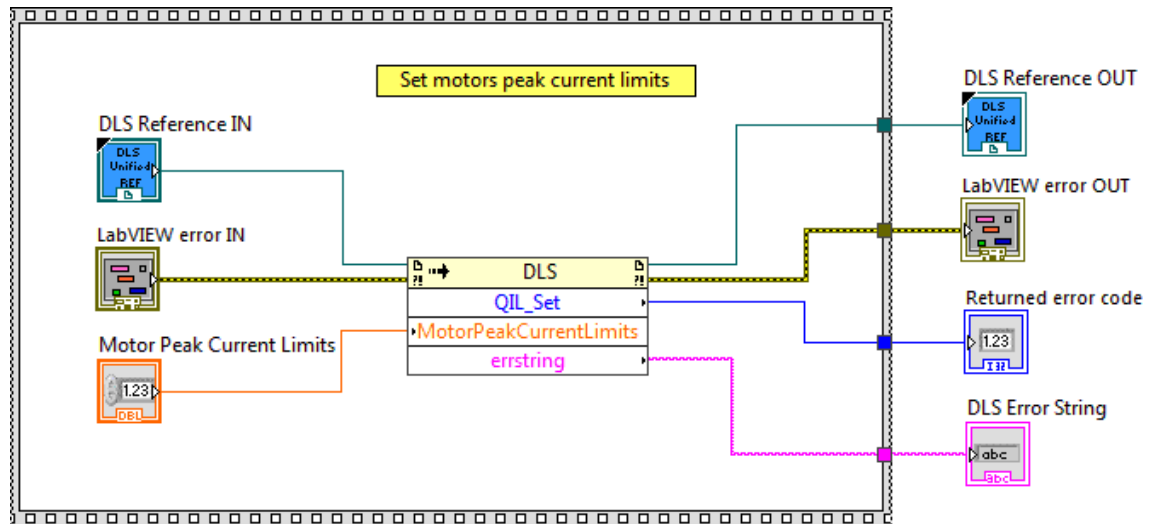 Set motors peak current limits
DLS Reference OUT
DLS
Unified
REF
DLS Reference IN
DLS
Unified
REF
LabVIEW error OUT
LabVIEW error IN
?! DLS ?!
QIL_Set
MotorPeakCurrentLimits
errstring
Returned error code
1.23
I32
Motor Peak Current Limits
1.23
DBL
DLS Error String
abc
abc